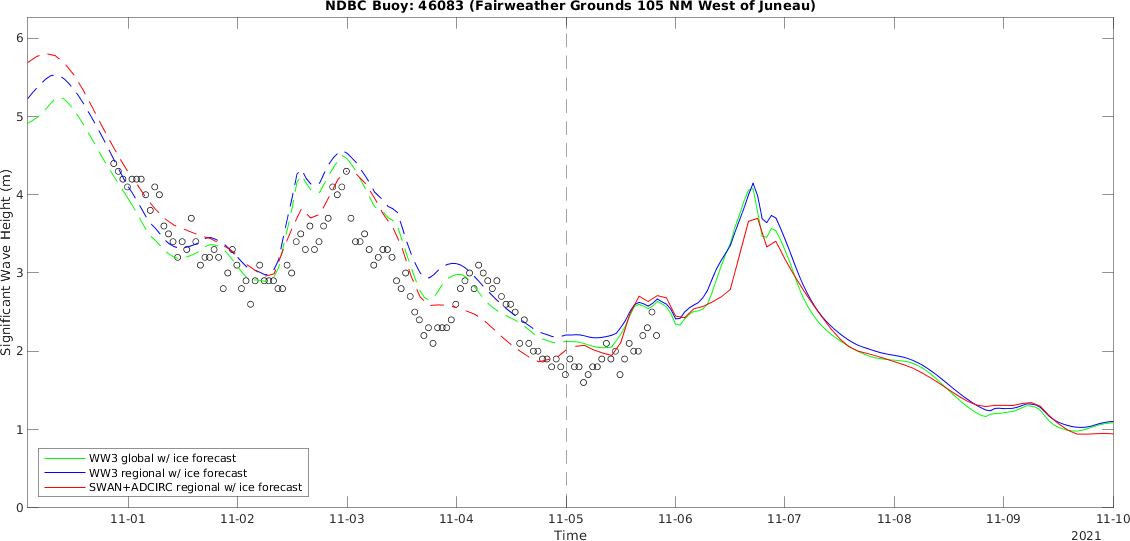 NDBC Buoy: 46083 (Fairweather Grounds 105 NM West of Juneau)
Significant Wave Height (m)
6
5
4
3
2
1
0
WW3 global w/ ice forecast
WW3 regional w/ ice forecast
SWAN+ADCIRC regional w/ ice forecast
11-01 11-02 11-03 11-04 11-05 11-06 11-07 11-08 11-09 11-10
Time
2021